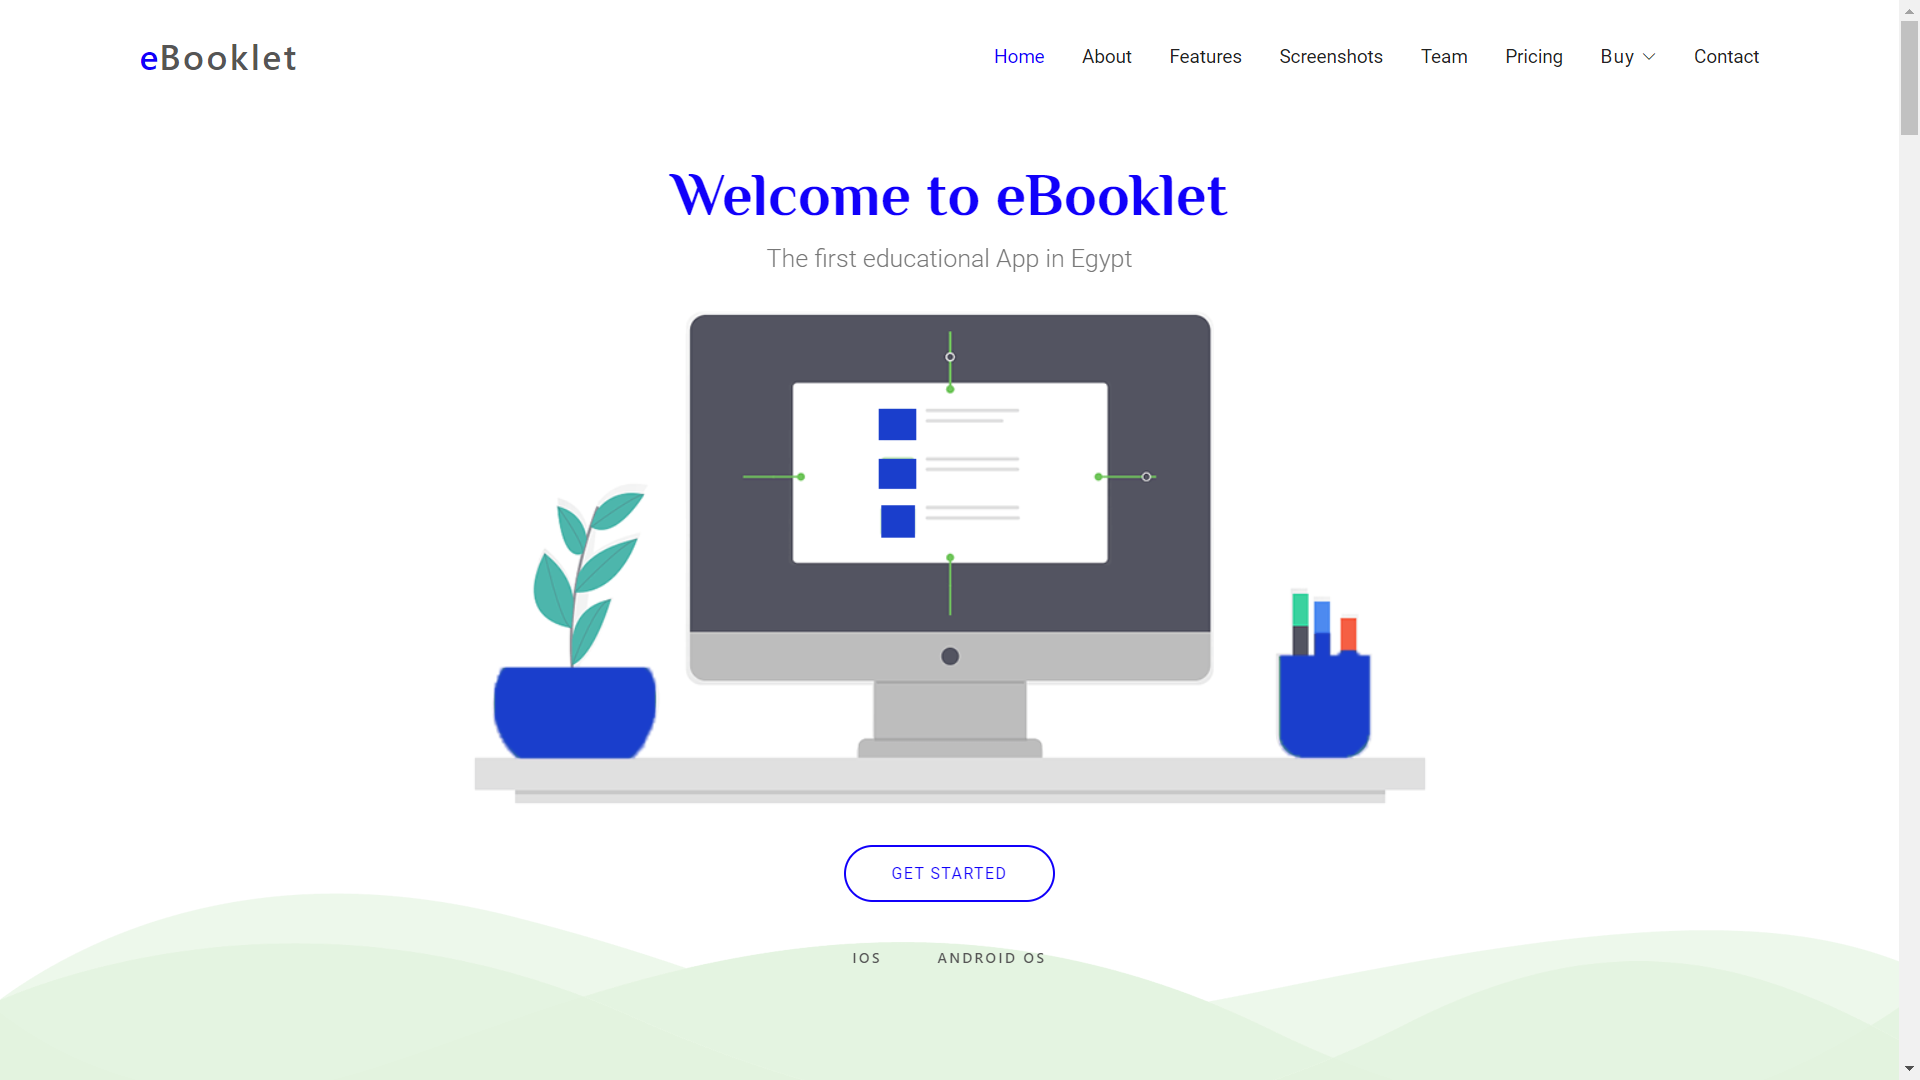 eBooklet
Home About Features Screenshots Team Pricing Buy Contact
Welcome to eBooklet
The first educational App in Egypt
GET STARTED
IOS ANDROID OS